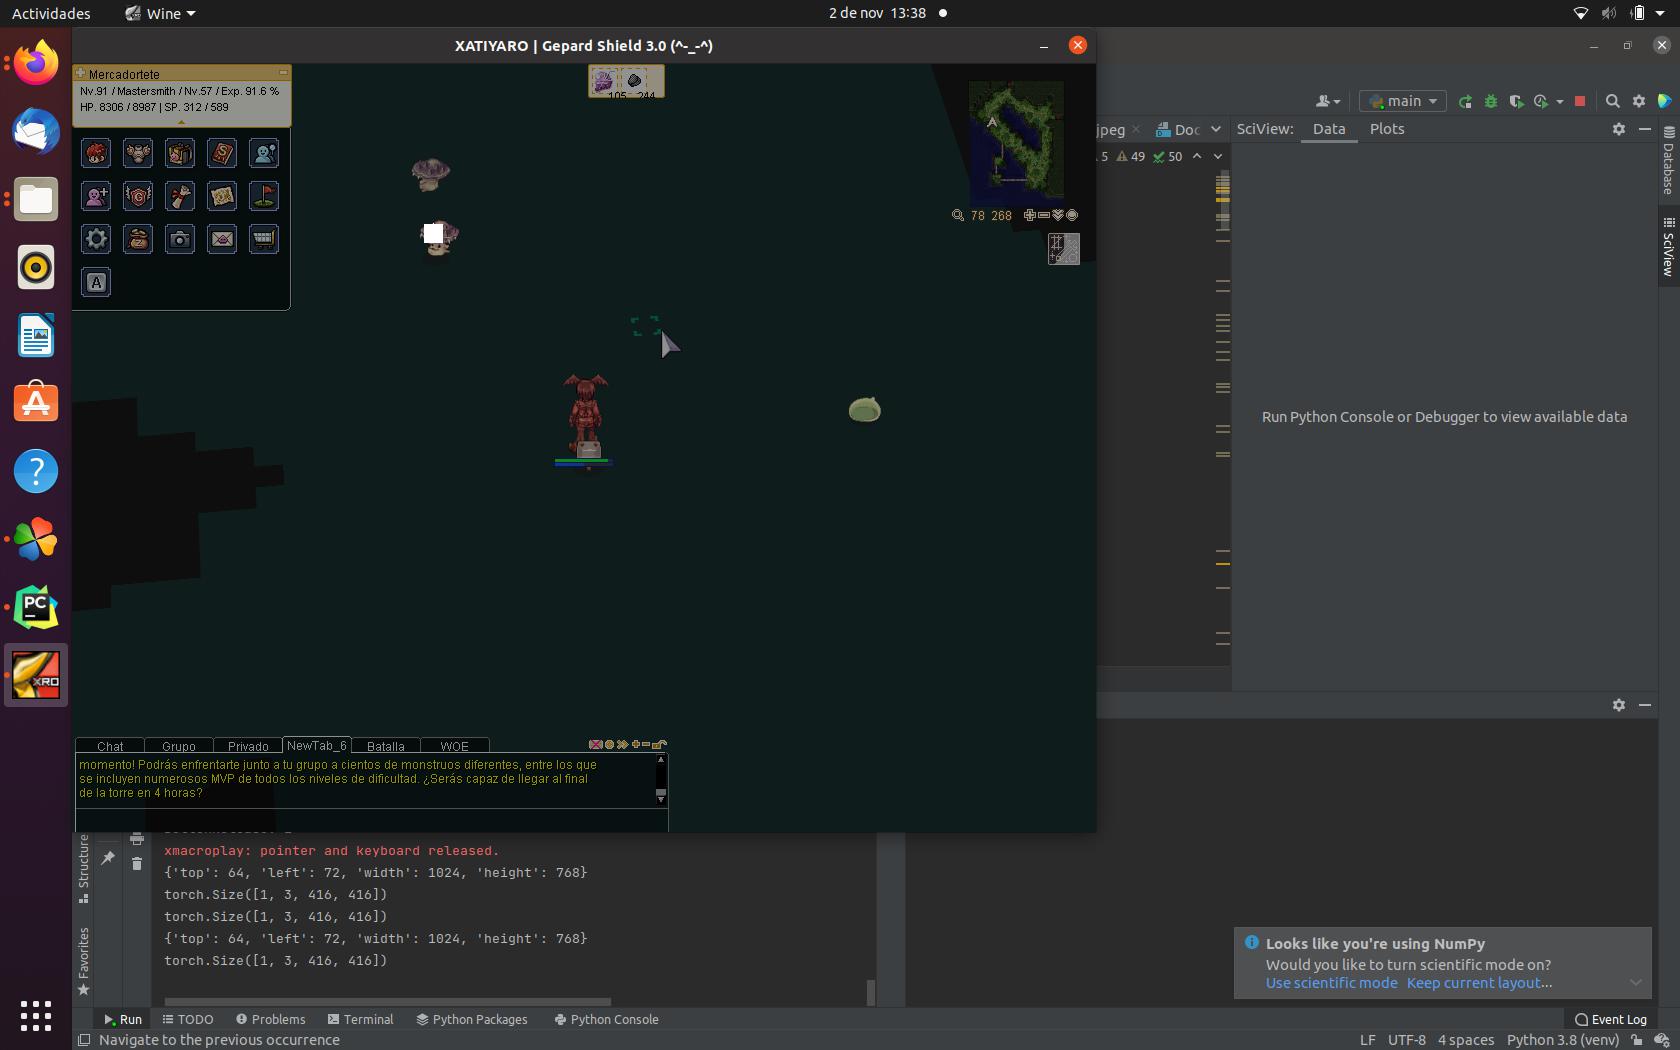 Actividades
Wine
2 de nov 13:38
XATIYARO | Gepard Shield 3.0 (^-_-^)
Mercadortete
Nv.91 / Mastersmith / Nv.57 / Exp. 91.6 %
HP. 8306 / 8987 | SP. 312 / 589
105 244
78 268
A
main
jpeg
Doc
SciView:
Data
Plots
5
49
50
Database
SciView
Run Python Console or Debugger to view available data
PC
XRO
Chat
Grupo
Privado
NewTab_6
Batalla
WOE
momento! Podrás enfrentarte junto a tu grupo a cientos de monstruos diferentes, entre los que
se incluyen numerosos MVP de todos los niveles de dificultad. ¿Serás capaz de llegar al final
de la torre en 4 horas?
Structure
Favorites
xmacroplay: pointer and keyboard released.
{'top': 64, 'left': 72, 'width': 1024, 'height': 768}
torch.Size([1, 3, 416, 416])
torch.Size([1, 3, 416, 416])
{'top': 64, 'left': 72, 'width': 1024, 'height': 768}
torch.Size([1, 3, 416, 416])
Looks like you're using NumPy
Would you like to turn scientific mode on?
Use scientific mode Keep current layout...
Run
TODO
Problems
Terminal
Python Packages
Python Console
Event Log
Navigate to the previous occurrence
LF UTF-8 4 spaces Python 3.8 (venv)